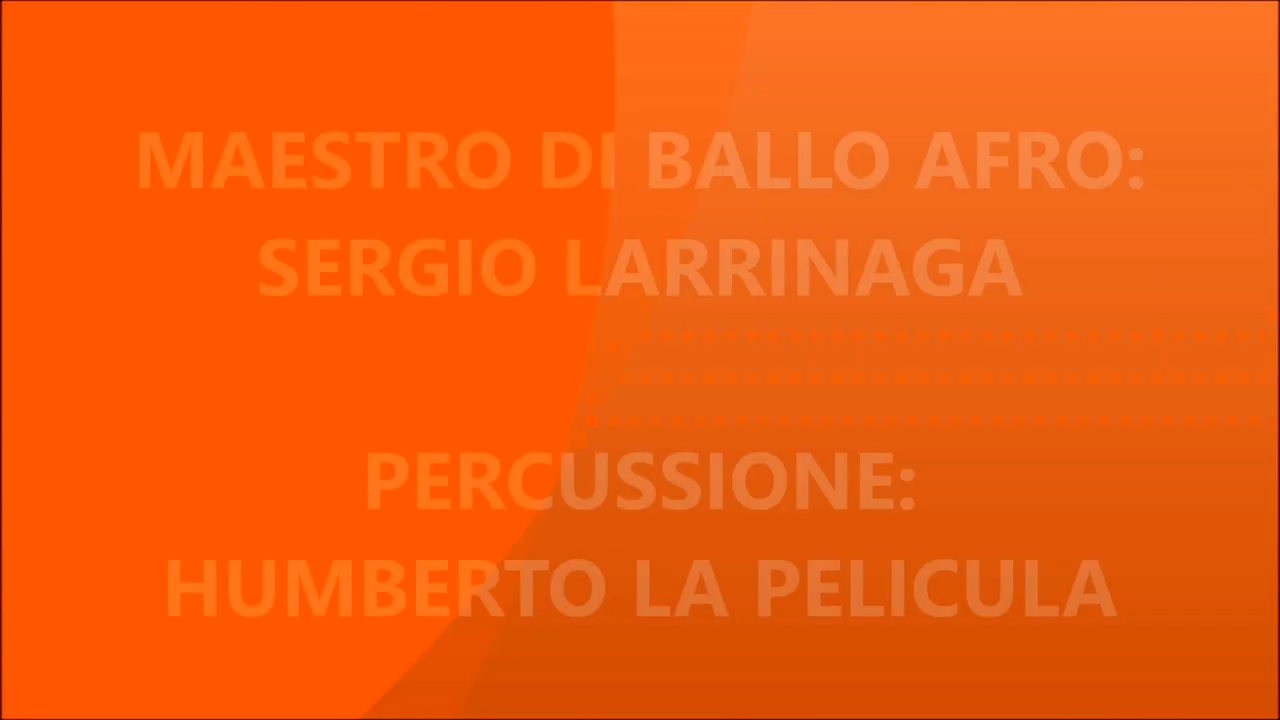 MAESTRO DI BALLO AFRO:
SERGIO LARRINAGA
PERCUSSIONE:
HUMBERTO LA PELICULA